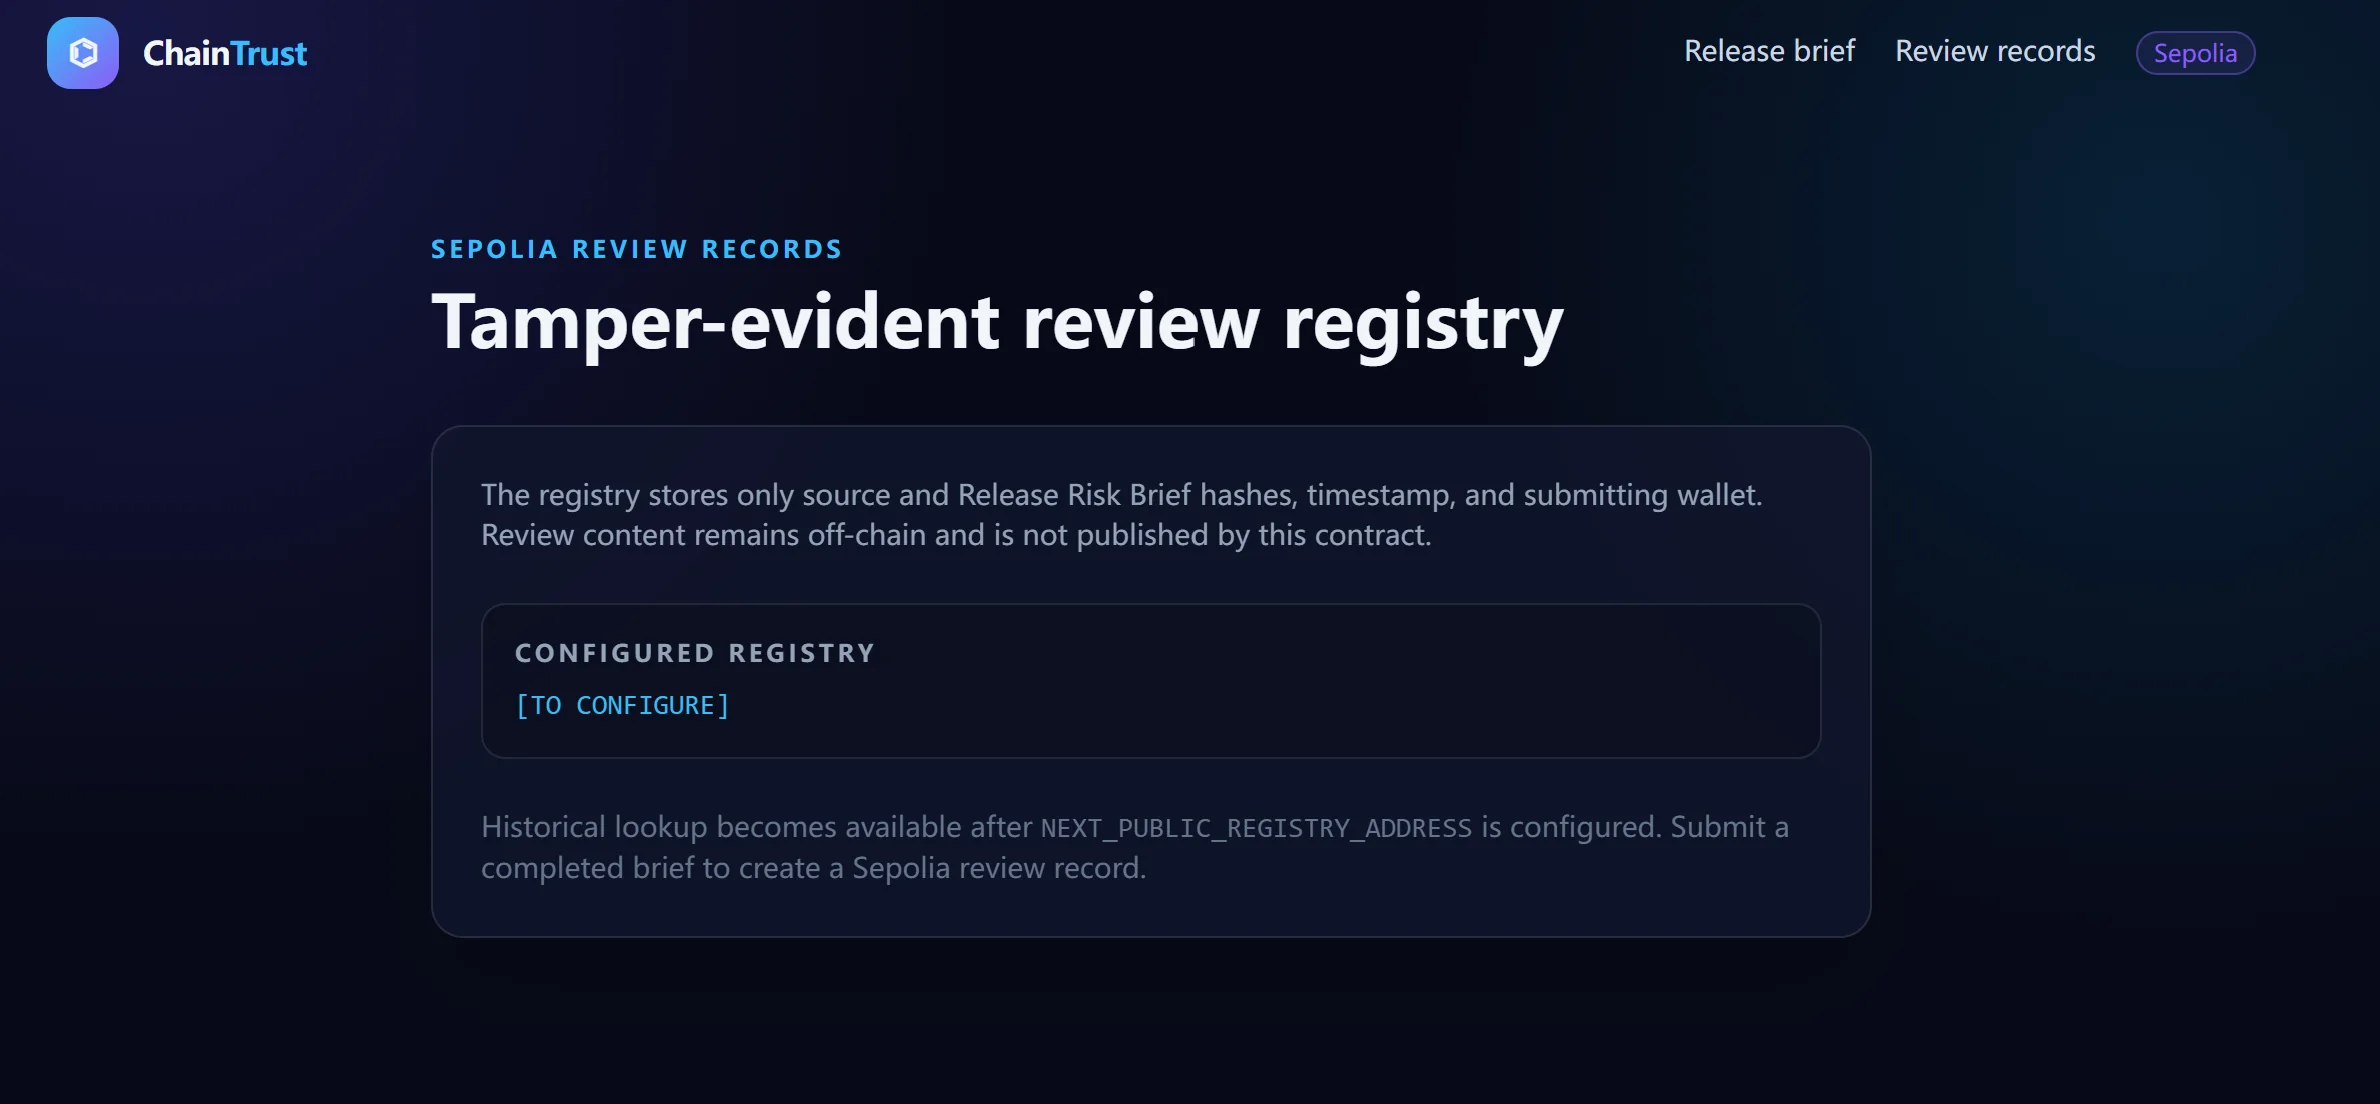 ChainTrust
Release brief
Review records
Sepolia
SEPOLIA REVIEW RECORDS
Tamper-evident review registry
The registry stores only source and Release Risk Brief hashes, timestamp, and submitting wallet.
Review content remains off-chain and is not published by this contract.
CONFIGURED REGISTRY
[TO CONFIGURE]
Historical lookup becomes available after NEXT_PUBLIC_REGISTRY_ADDRESS is configured. Submit a
completed brief to create a Sepolia review record.